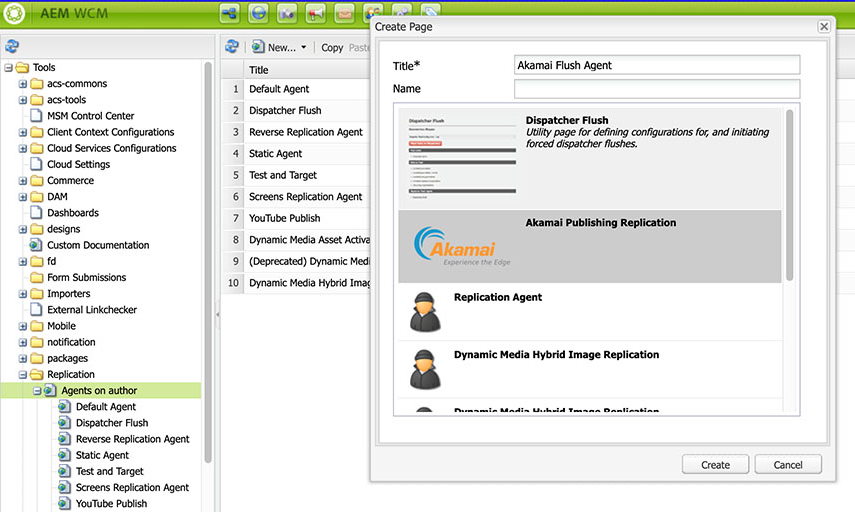 AEM WCM
Tools
acs-commons
acs-tools
MSM Control Center
Client Context Configurations
Cloud Services Configurations
Cloud Settings
Commerce
DAM
Dashboards
designs
Custom Documentation
fd
Form Submissions
Importers
External Linkchecker
Mobile
notification
packages
Replication
Agents on author
Default Agent
Dispatcher Flush
Reverse Replication Agent
Static Agent
Test and Target
Screens Replication Agent
YouTube Publish
New...
Copy Paste
Title
1 Default Agent
2 Dispatcher Flush
3 Reverse Replication Agent
4 Static Agent
5 Test and Target
6 Screens Replication Agent
7 YouTube Publish
8 Dynamic Media Asset Activa
9 (Deprecated) Dynamic Medi
10 Dynamic Media Hybrid Imag
Create Page
Title* Akamai Flush Agent
Name
Dispatcher Flush
Utility page for defining configurations for, and initiating
forced dispatcher flushes.
Akamai Publishing Replication
Akamai
Experience the Edge
Replication Agent
Dynamic Media Hybrid Image Replication
Dynamic Media Hybrid Image Replication
Create Cancel